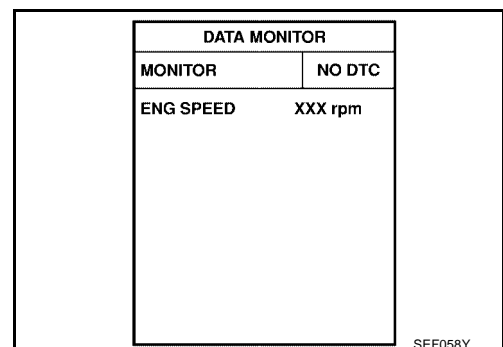 DATA MONITOR
MONITOR NO DTC
ENG SPEED XXX rpm
SEF058Y